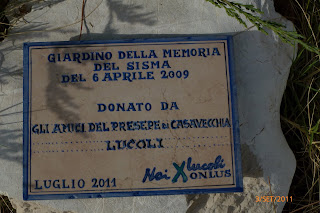 GIARDINO DELLA MEMORIA
DEL SISMA
DEL 6 APRILE 2009
DONATO DA
GLI AMICI DEL PRESEPE DI CASAVECCHIA
LUCOLI
LUGLIO 2011
Noi X Lucoli
ONLUS
3/SET/2011